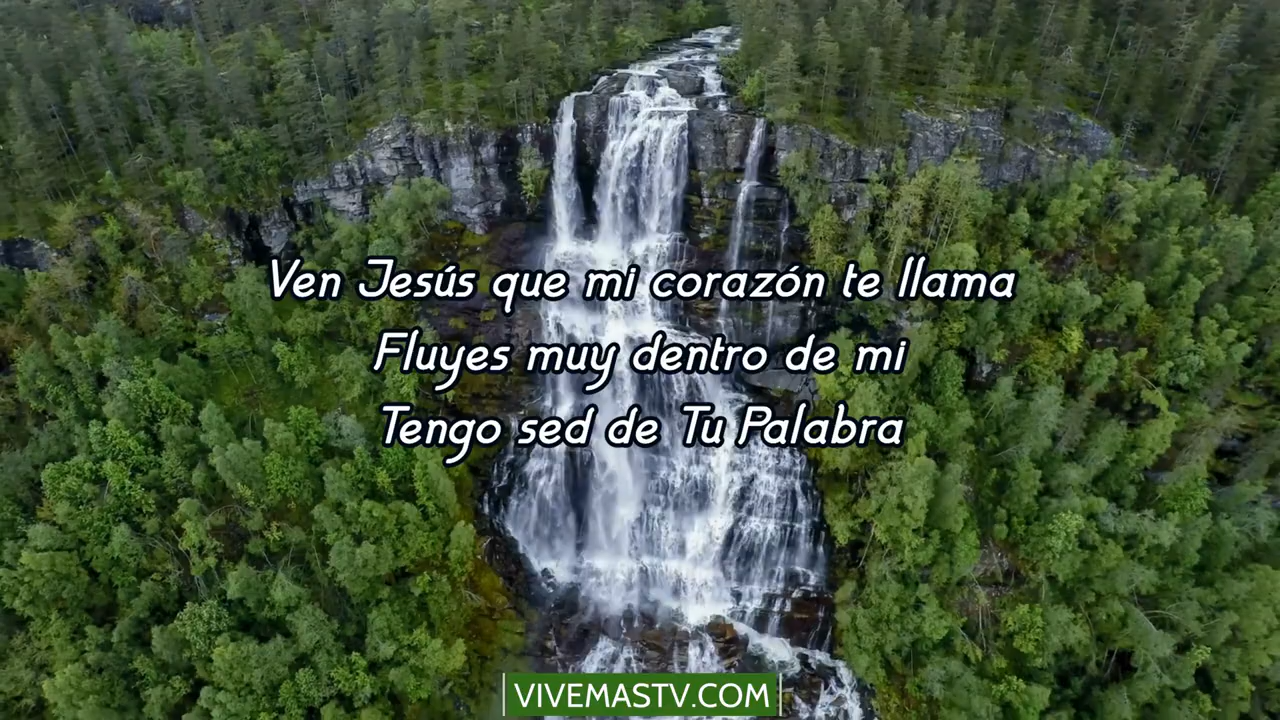 Ven Jesús que mi corazón te llama
Fluyes muy dentro de mi
Tengo sed de Tu Palabra
VIVEMASTV.COM